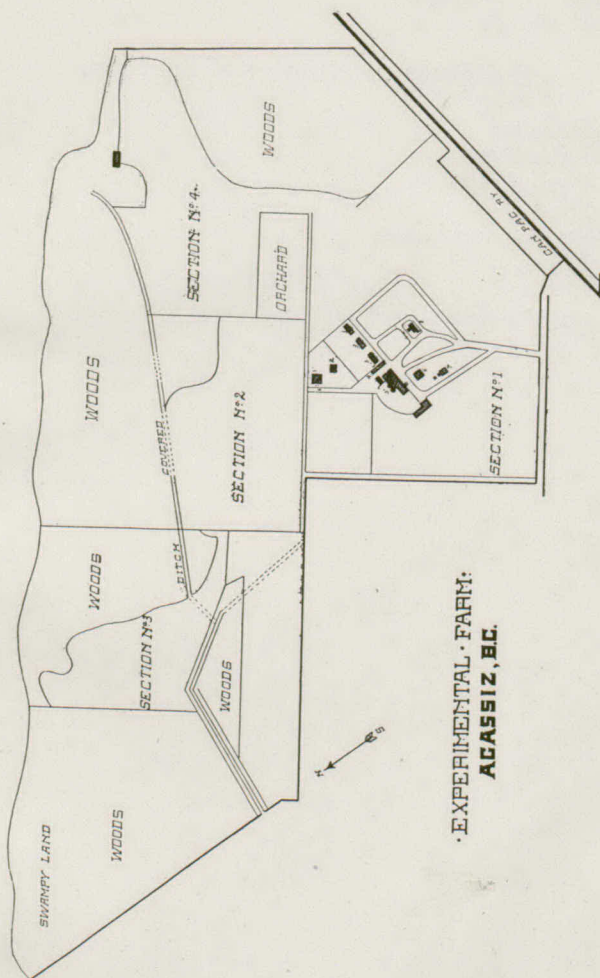 WOODS
CAN PAC RY
SECTION Nº 4.
ORCHARD
WOODS
COVERED
SECTION Nº 2
SECTION Nº 1
DITCH
WOODS
SECTION Nº 3
WOODS
WOODS
SWAMPY LAND
N
S
· EXPERIMENTAL · FARM:
AGASSIZ, B.C.